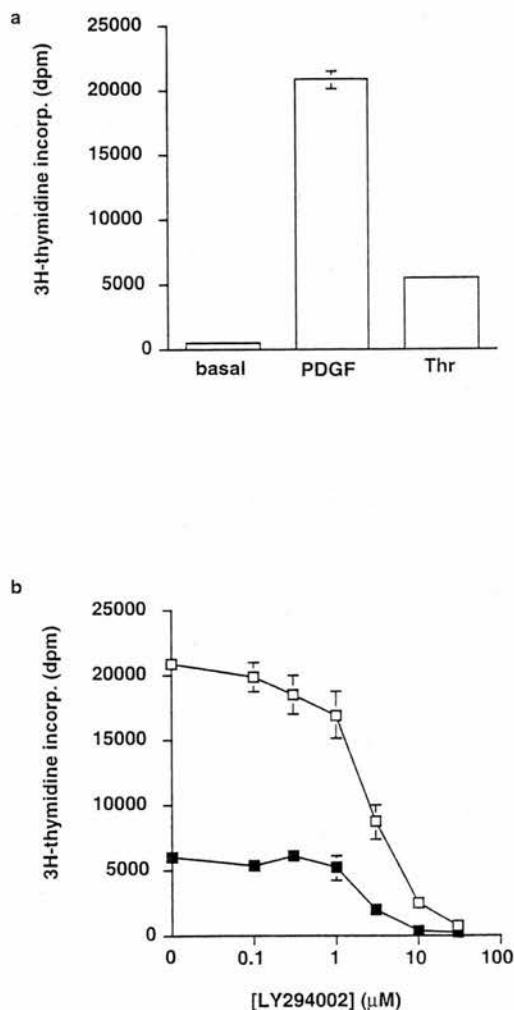 a
3H-thymidine incorp. (dpm)
25000
20000
15000
10000
5000
0
basal PDGF Thr
b
3H-thymidine incorp. (dpm)
25000
20000
15000
10000
5000
0
0 0.1 1 10 100
[LY294002] (μM)